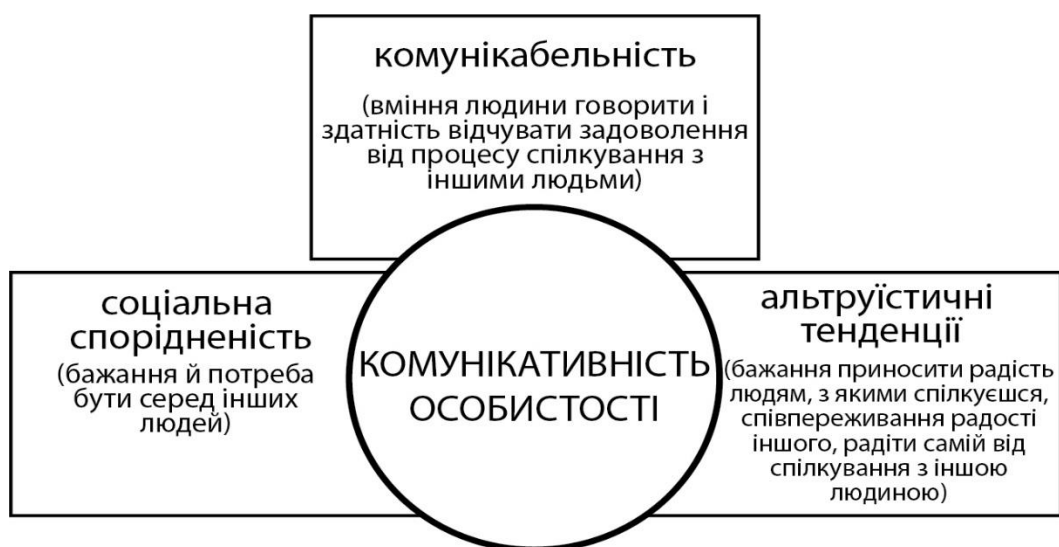 комунікабельність
(вміння людини говорити і
здатність відчувати задоволення
від процесу спілкування з
іншими людьми)
соціальна
спорідненість
(бажання й потреба
бути серед інших
людей)
КОМУНІКАТИВНІСТЬ
ОСОБИСТОСТІ
альтруїстичні
тенденції
(бажання приносити радість
людям, з якими спілкуєшся,
співпереживання радості
іншого, радіти самій від
спілкування з іншою
людиною)